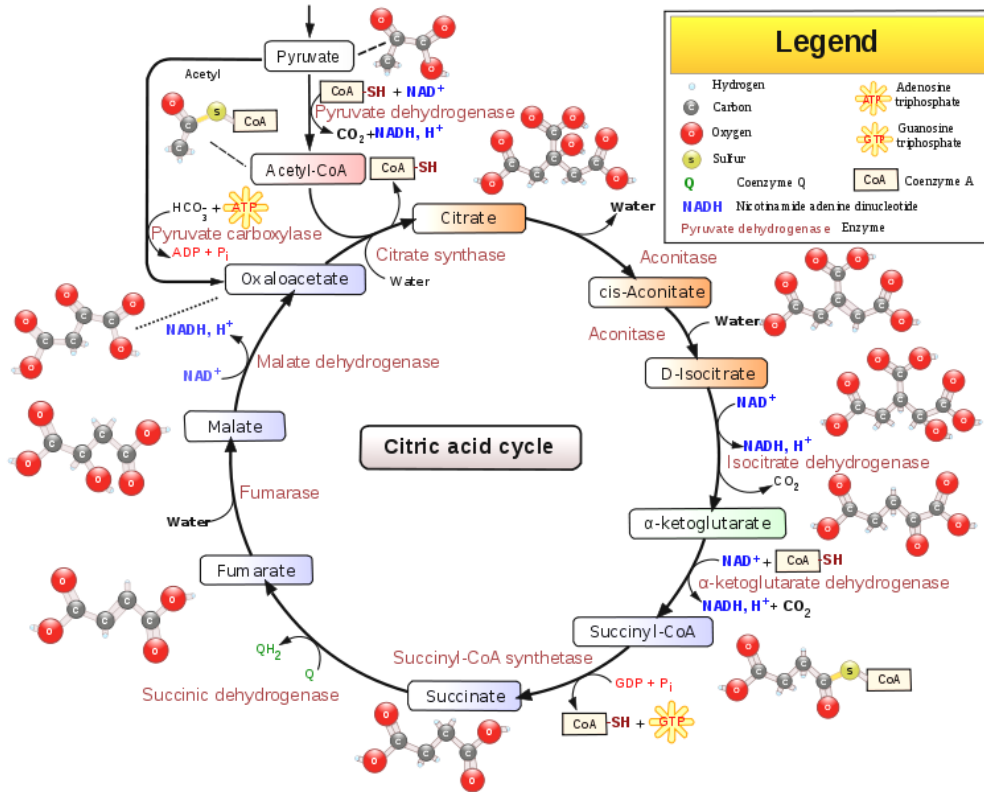 Legend
Hydrogen
Carbon
Oxygen
Sulfur
Q Coenzyme Q
NADH Nicotinamide adenine dinucleotide
Pyruvate dehydrogenase Enzyme
ATP Adenosine triphosphate
GTP Guanosine triphosphate
CoA Coenzyme A
Pyruvate
Acetyl
CoA-SH + NAD⁺
Pyruvate dehydrogenase
CO₂+NADH, H⁺
S CoA
Acetyl-CoA
CoA-SH
HCO₃⁻ + ATP
Pyruvate carboxylase
ADP + Pᵢ
Oxaloacetate
Citrate
Citrate synthase
Water
Water
Aconitase
cis-Aconitate
Aconitase
Water
D-Isocitrate
NAD⁺
NADH, H⁺
Isocitrate dehydrogenase
CO₂
α-ketoglutarate
NAD⁺ + CoA-SH
α-ketoglutarate dehydrogenase
NADH, H⁺ + CO₂
Succinyl-CoA
S CoA
Succinyl-CoA synthetase
GDP + Pᵢ
CoA-SH + GTP
Succinate
Succinic dehydrogenase
Q
QH₂
Fumarate
Water
Fumarase
Malate
NAD⁺
Malate dehydrogenase
NADH, H⁺
Citric acid cycle